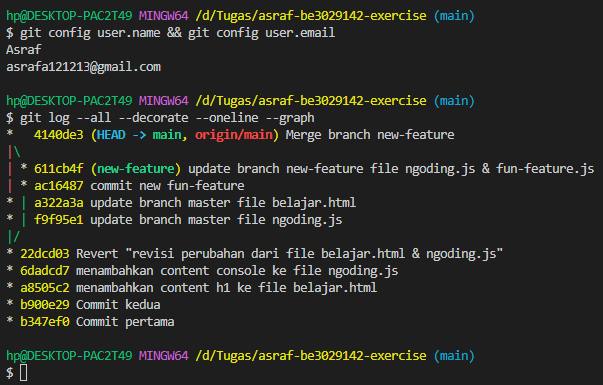 hp@DESKTOP-PAC2T49 MINGW64 /d/Tugas/asraf-be3029142-exercise (main)
$ git config user.name && git config user.email
Asraf
asrafa121213@gmail.com

hp@DESKTOP-PAC2T49 MINGW64 /d/Tugas/asraf-be3029142-exercise (main)
$ git log --all --decorate --oneline --graph
*   4140de3 (HEAD -> main, origin/main) Merge branch new-feature
|\
| * 611cb4f (new-feature) update branch new-feature file ngoding.js & fun-feature.js
| * ac16487 commit new fun-feature
* | a322a3a update branch master file belajar.html
* | f9f95e1 update branch master file ngoding.js
|/
* 22dcd03 Revert "revisi perubahan dari file belajar.html & ngoding.js"
* 6dadcd7 menambahkan content console ke file ngoding.js
* a8505c2 menambahkan content h1 ke file belajar.html
* b900e29 Commit kedua
* b347ef0 Commit pertama

hp@DESKTOP-PAC2T49 MINGW64 /d/Tugas/asraf-be3029142-exercise (main)
$